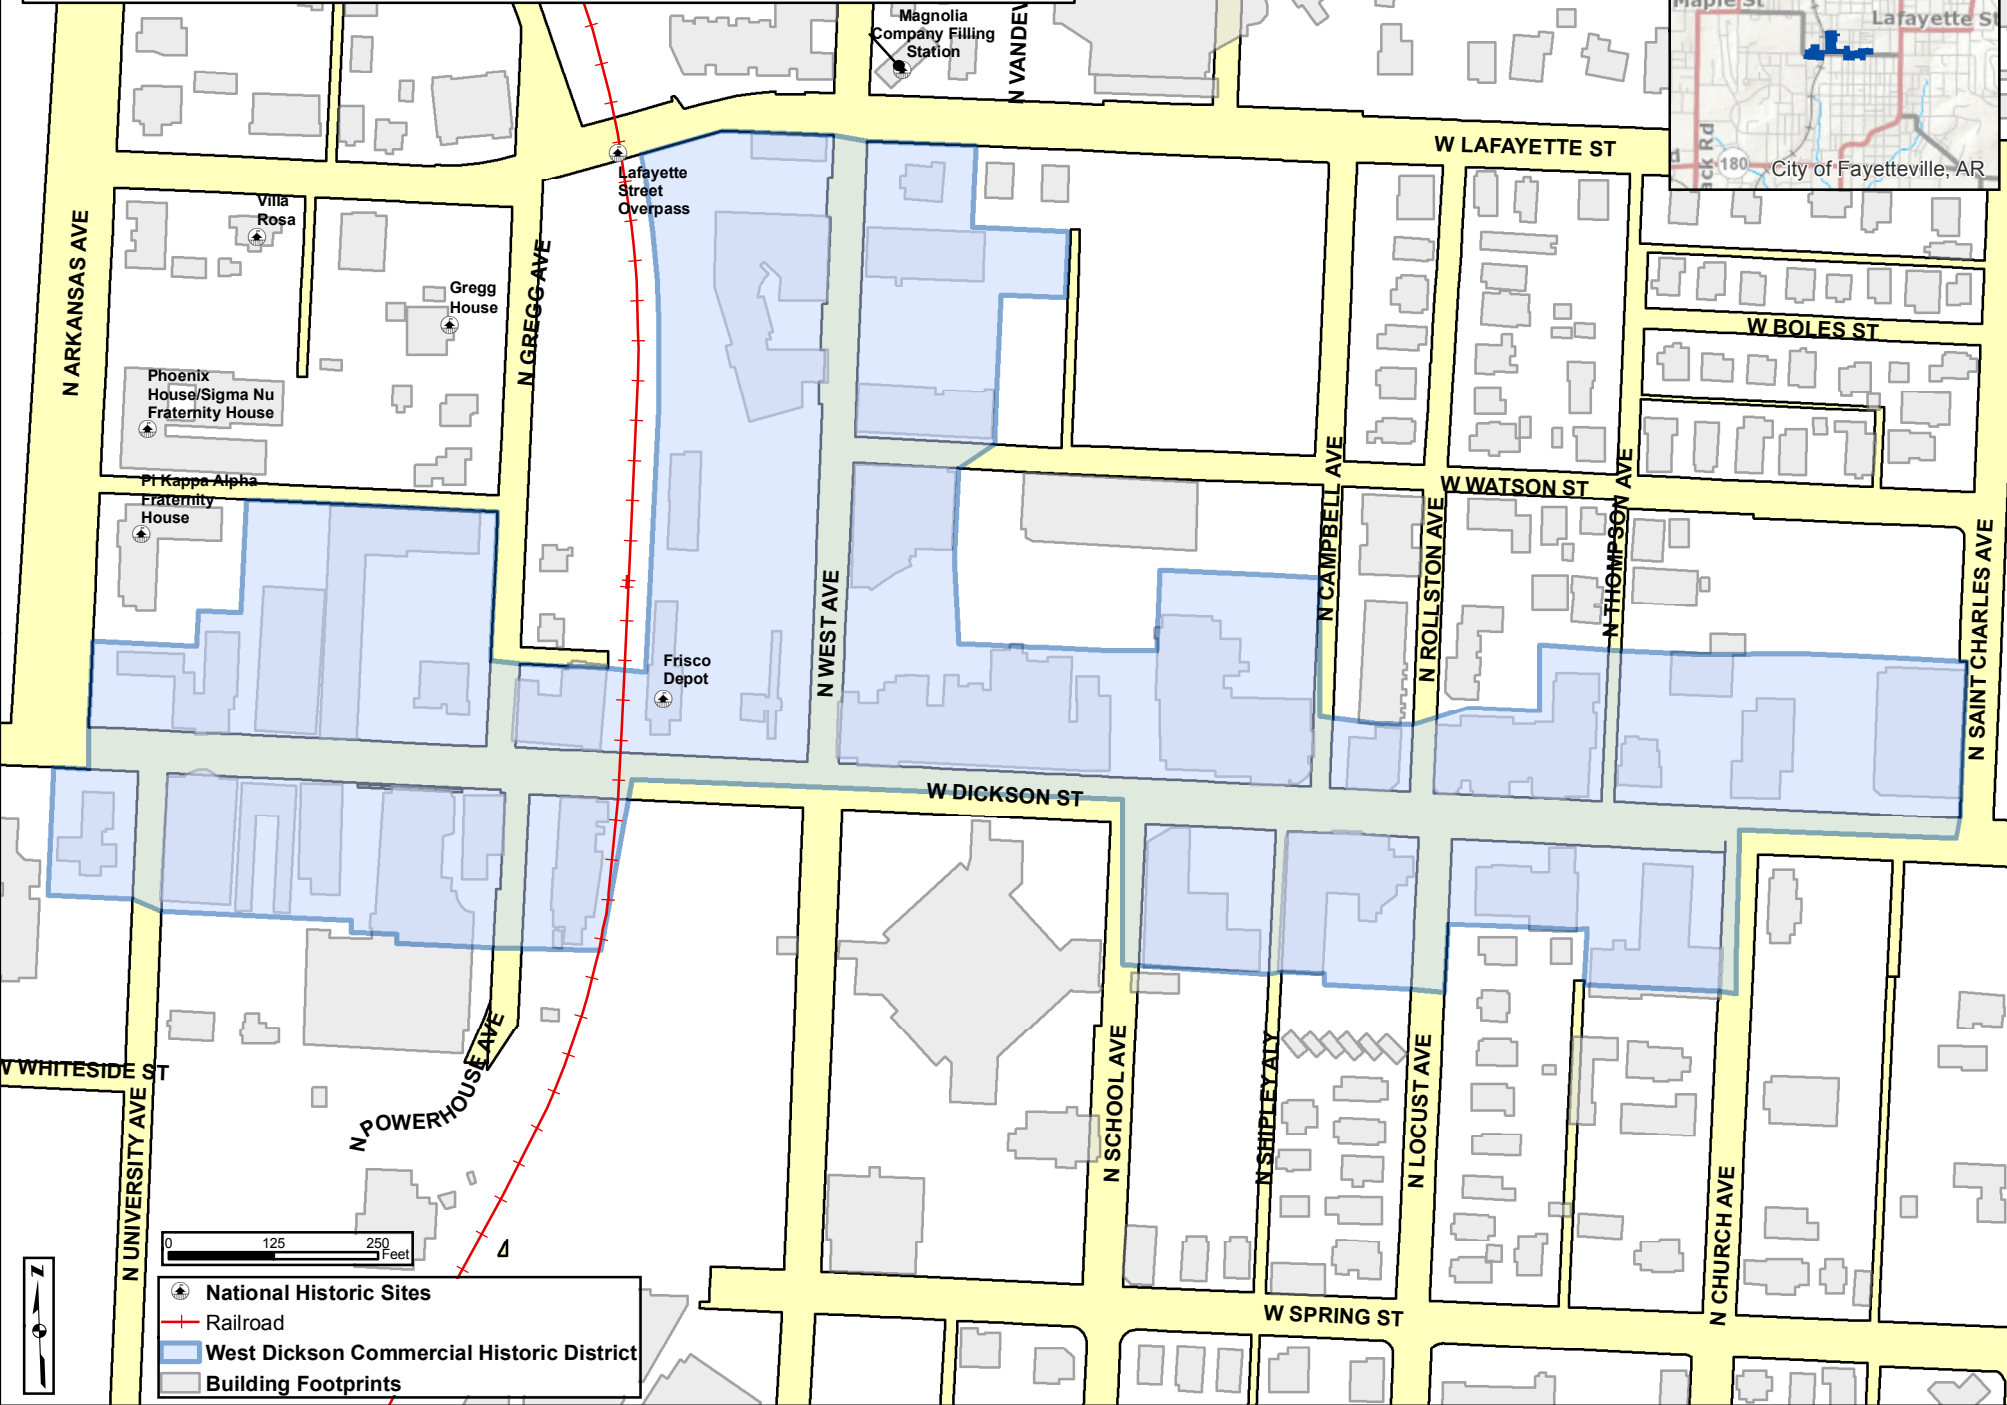 Magnolia
Company Filling
Station
N VANDEV
Maple St
Lafayette St
ack Rd
180
City of Fayetteville, AR
W LAFAYETTE ST
Lafayette
Street
Overpass
Villa
Rosa
N ARKANSAS AVE
N GREGG AVE
Gregg
House
W BOLES ST
Phoenix
House/Sigma Nu
Fraternity House
Pi Kappa Alpha
Fraternity
House
W WATSON ST
N CAMPBELL AVE
N ROLLSTON AVE
N THOMPSON AVE
N SAINT CHARLES AVE
N WEST AVE
Frisco
Depot
W DICKSON ST
W WHITESIDE ST
N UNIVERSITY AVE
N POWERHOUSE AVE
N SCHOOL AVE
N SHIPLEY ALY
N LOCUST AVE
N CHURCH AVE
W SPRING ST
0 125 250
Feet
N
National Historic Sites
Railroad
West Dickson Commercial Historic District
Building Footprints